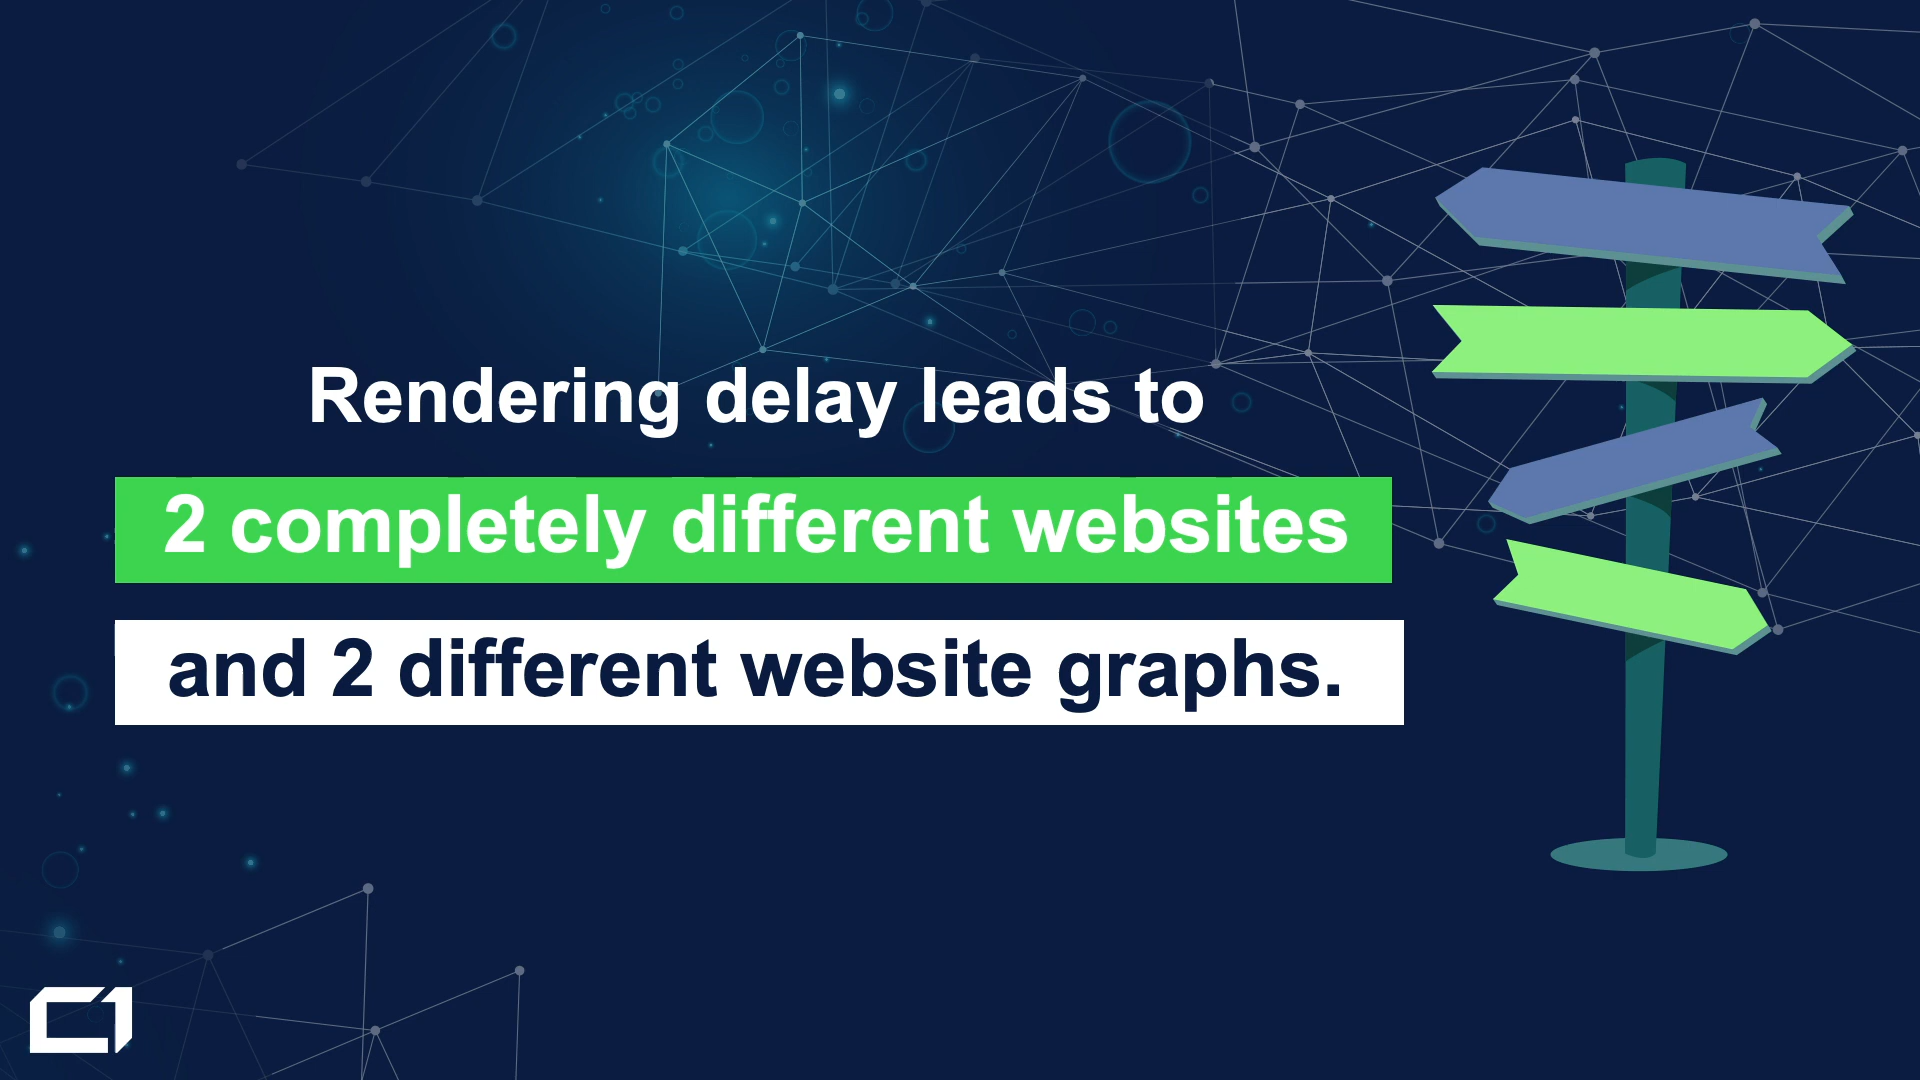 Rendering delay leads to
2 completely different websites
and 2 different website graphs.